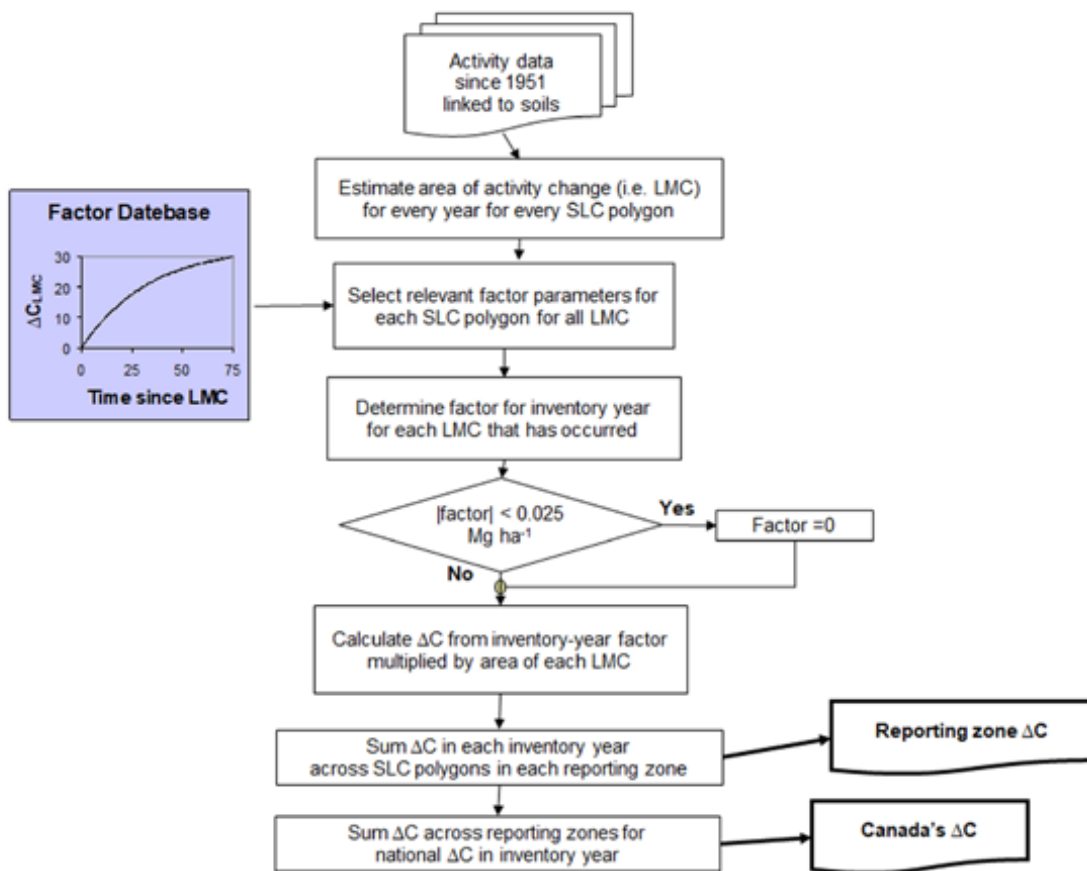 Activity data
since 1951
linked to soils
Estimate area of activity change (i.e. LMC)
for every year for every SLC polygon
Factor Datebase
30
20
10
0
ΔC_LMC
0 25 50 75
Time since LMC
Select relevant factor parameters for
each SLC polygon for all LMC
Determine factor for inventory year
for each LMC that has occurred
|factor| < 0.025
Mg ha⁻¹
Yes
Factor =0
No
Calculate ΔC from inventory-year factor
multiplied by area of each LMC
Sum ΔC in each inventory year
across SLC polygons in each reporting zone
Reporting zone ΔC
Sum ΔC across reporting zones for
national ΔC in inventory year
Canada's ΔC